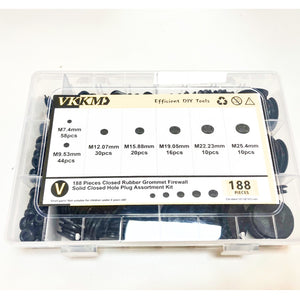 VKKM
Efficient DIY Tools
M7.4mm
58pcs
M9.53mm
44pcs
M12.07mm
30pcs
M15.88mm
20pcs
M19.05mm
16pcs
M22.23mm
10pcs
M25.4mm
10pcs
V
188 Pieces Closed Rubber Grommet Firewall
Solid Closed Hole Plug Assortment Kit
188
PIECES